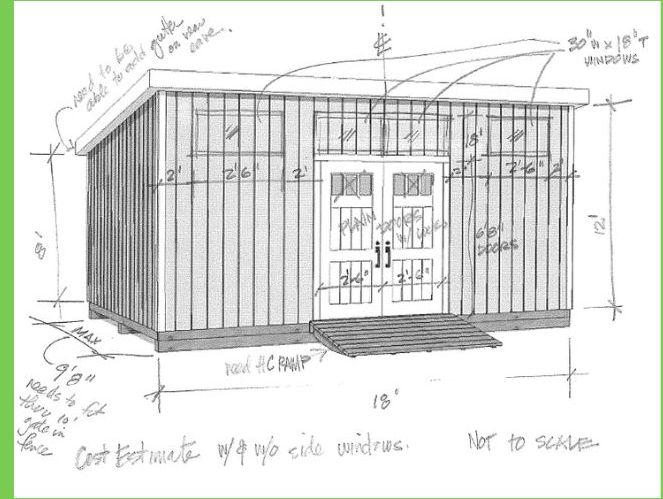 need to be
able to add gutter
on rear
eave.
℄
30"W x 18"T
WINDOWS
18"
2'
2'-6"
2'
2'
2'-6"
2'
PLAIN DOORS
W/
6'8"
DOORS
2'-6"
2'-6"
8'
12'
MAX
9'8"
needs to fit
thru 10'
gate in
fence
need HC RAMP
18'
Cost Estimate w/ & w/o side windows.
NOT TO SCALE